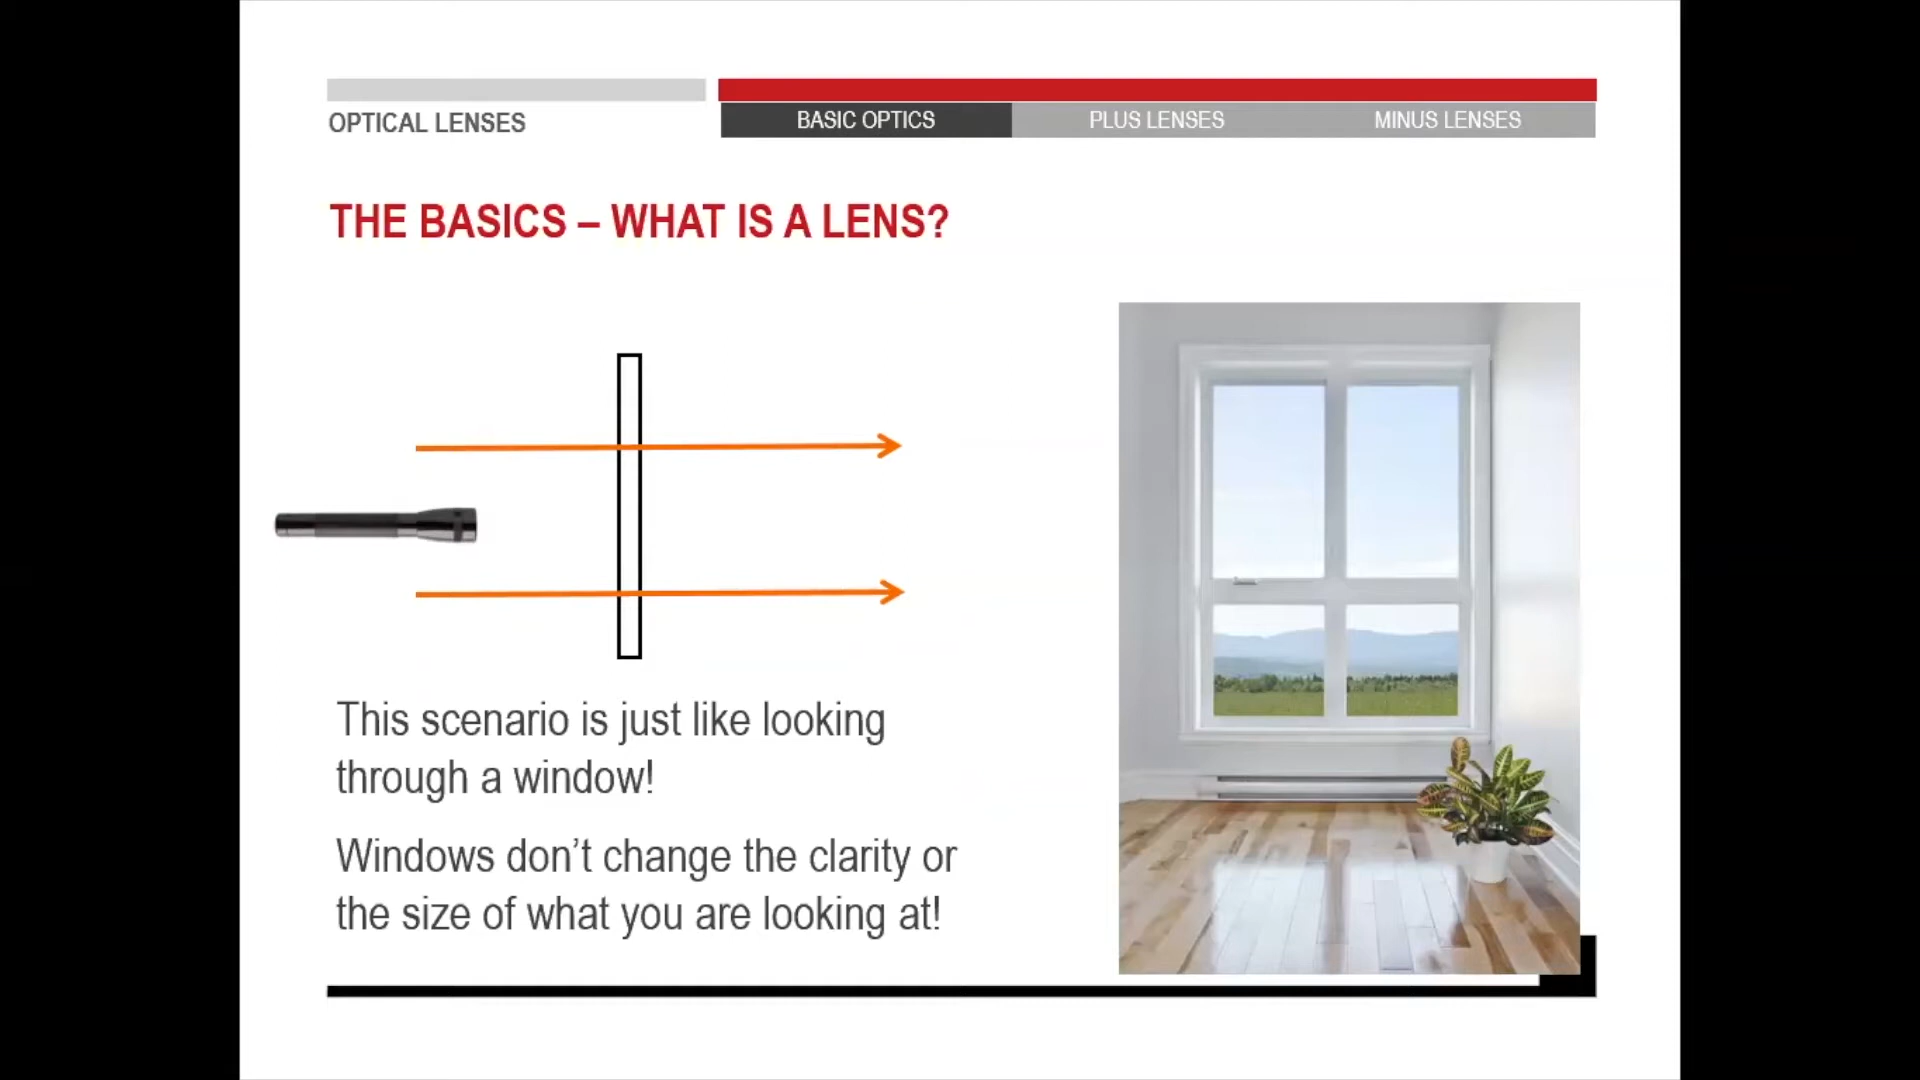 OPTICAL LENSES
BASIC OPTICS
PLUS LENSES
MINUS LENSES
THE BASICS – WHAT IS A LENS?
This scenario is just like looking
through a window!
Windows don’t change the clarity or
the size of what you are looking at!